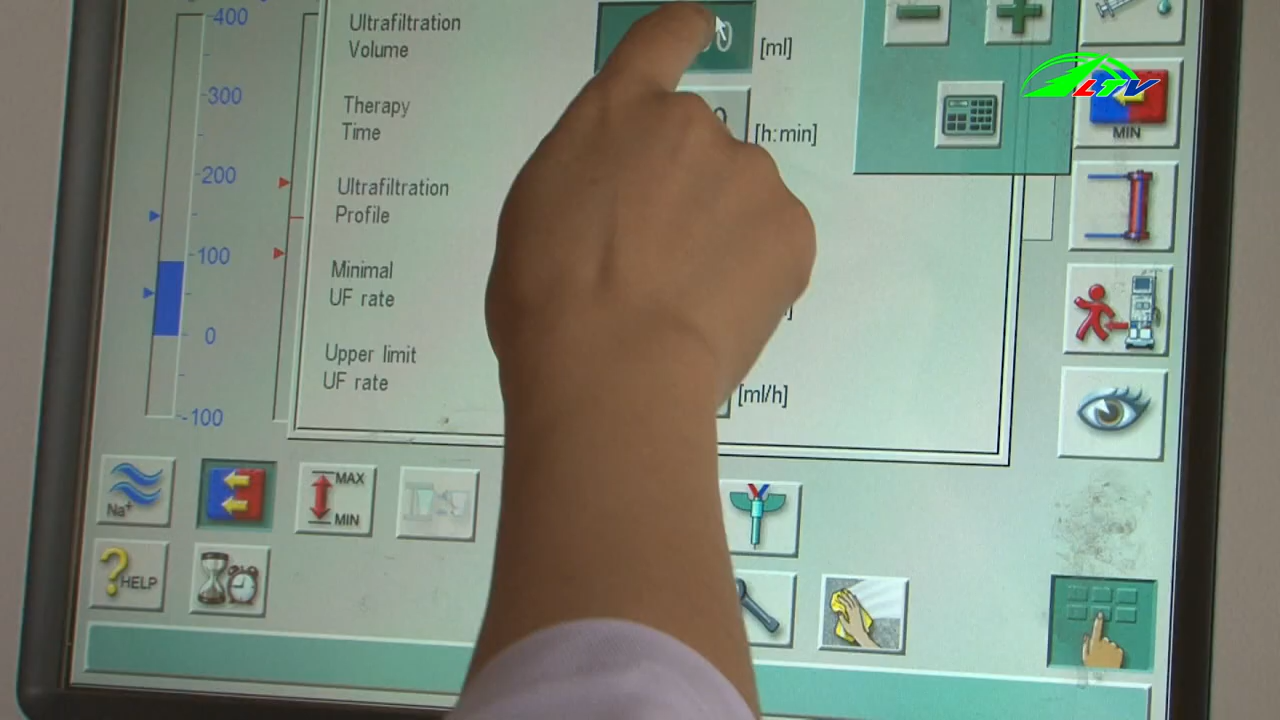 400
300
200
100
0
-100
Ultrafiltration
Volume
[ml]
Therapy
Time
[h:min]
Ultrafiltration
Profile
Minimal
UF rate
Upper limit
UF rate
[ml/h]
LTV
MIN
Na+
MAX
MIN
?HELP